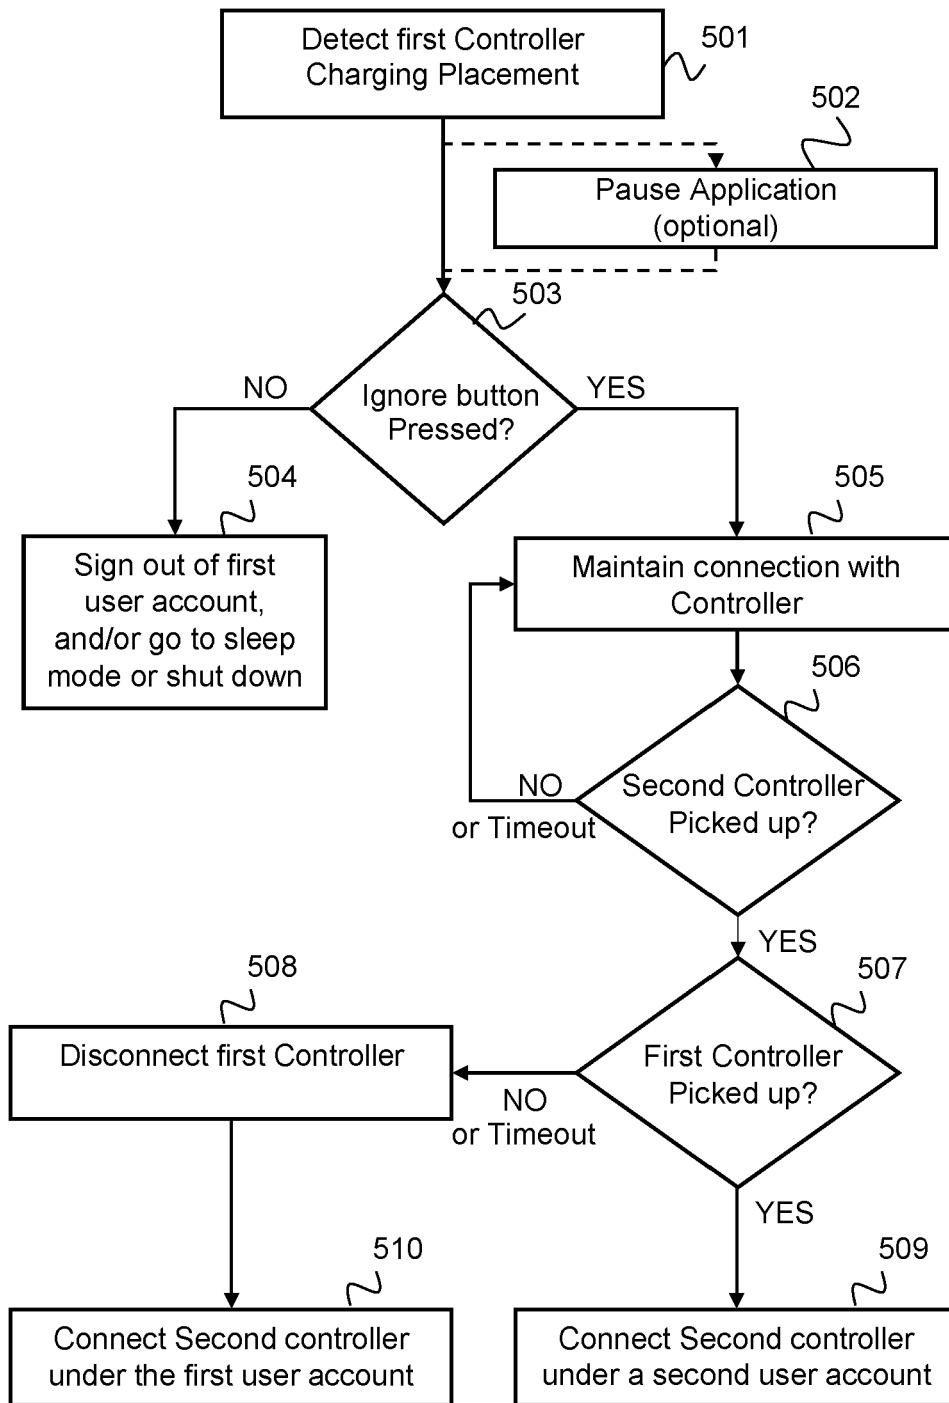 Detect first Controller
Charging Placement
501
502
Pause Application
(optional)
503
Ignore button
Pressed?
NO
YES
504
Sign out of first
user account,
and/or go to sleep
mode or shut down
505
Maintain connection with
Controller
506
Second Controller
Picked up?
NO
or Timeout
YES
507
First Controller
Picked up?
NO
or Timeout
508
Disconnect first Controller
YES
510
Connect Second controller
under the first user account
509
Connect Second controller
under a second user account